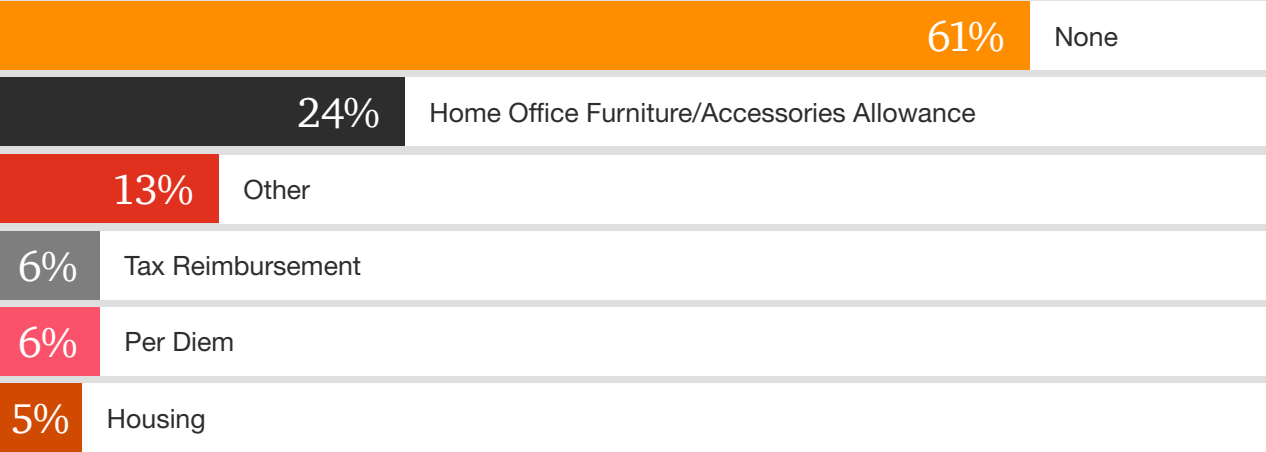 61% None
24% Home Office Furniture/Accessories Allowance
13% Other
6% Tax Reimbursement
6% Per Diem
5% Housing